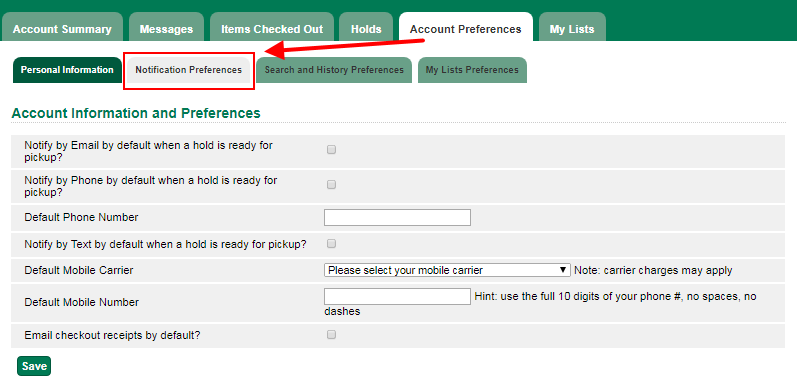 Account Summary Messages Items Checked Out Holds Account Preferences My Lists
Personal Information Notification Preferences Search and History Preferences My Lists Preferences
Account Information and Preferences
Notify by Email by default when a hold is ready for
pickup?
Notify by Phone by default when a hold is ready for
pickup?
Default Phone Number
Notify by Text by default when a hold is ready for pickup?
Default Mobile Carrier Please select your mobile carrier Note: carrier charges may apply
Default Mobile Number Hint: use the full 10 digits of your phone #, no spaces, no
dashes
Email checkout receipts by default?
Save